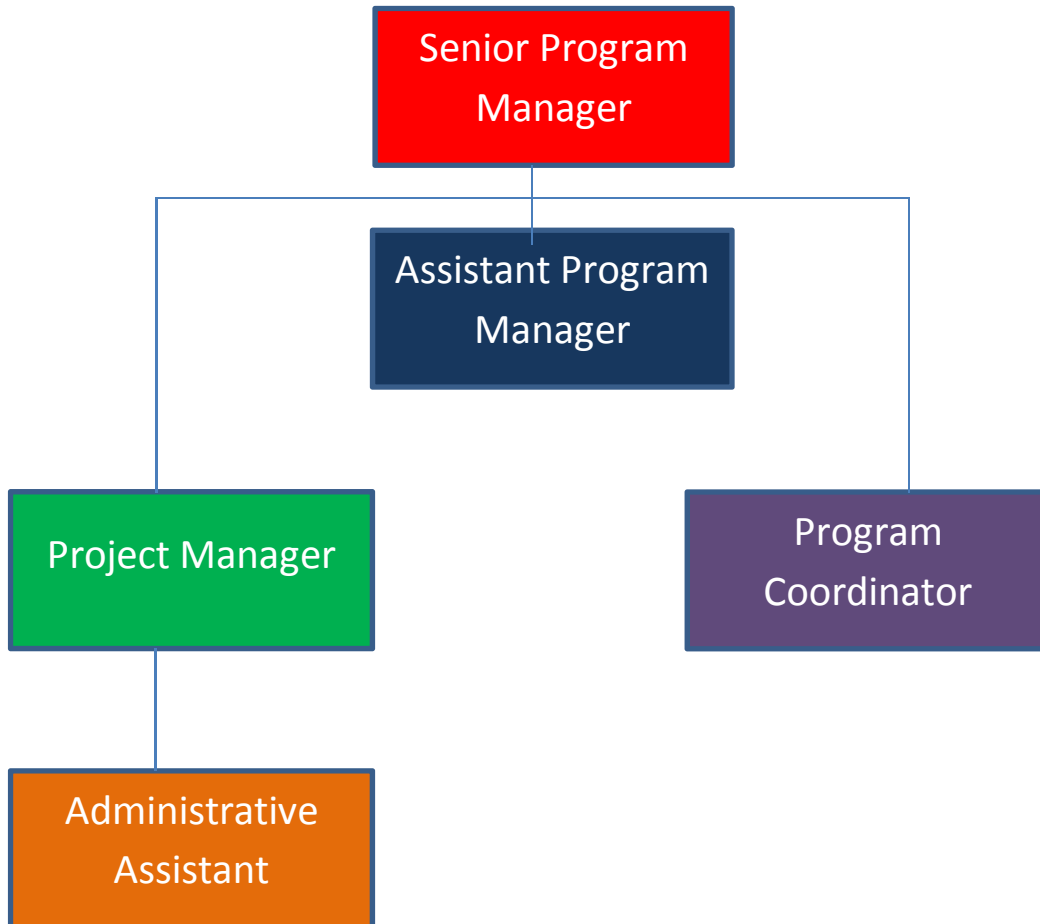 Senior Program
Manager
Assistant Program
Manager
Project Manager
Program
Coordinator
Administrative
Assistant